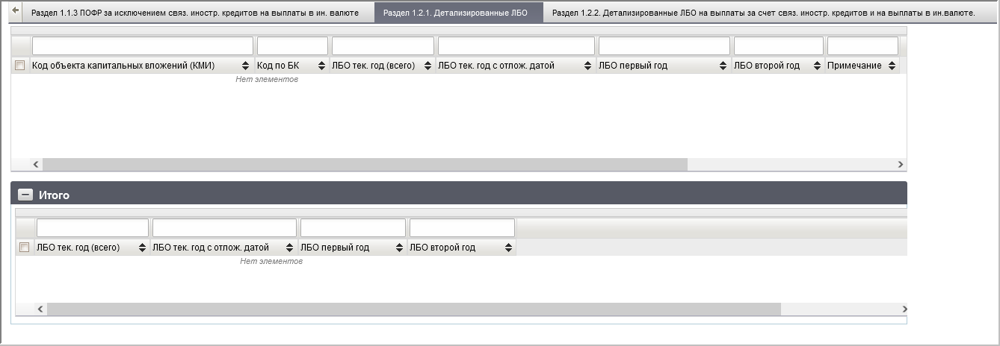 Раздел 1.1.3 ПОФР за исключением связ. иностр. кредитов на выплаты в ин. валюте Раздел 1.2.1. Детализированные ЛБО Раздел 1.2.2. Детализированные ЛБО на выплаты за счет связ. иностр. кредитов и на выплаты в ин.валюте.
Код объекта капитальных вложений (КМИ) Код по БК ЛБО тек. год (всего) ЛБО тек. год с отлож. датой ЛБО первый год ЛБО второй год Примечание
Нет элементов
Итого
ЛБО тек. год (всего) ЛБО тек. год с отлож. датой ЛБО первый год ЛБО второй год
Нет элементов